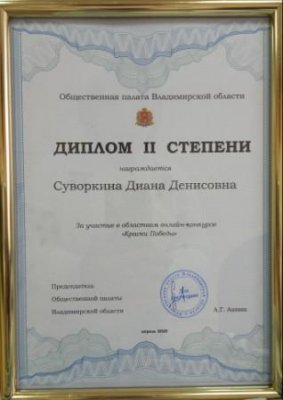 Общественная палата Владимирской области
ДИПЛОМ II СТЕПЕНИ
награждается
Суворкина Диана Денисовна
За участие в областном онлайн-конкурсе
«Краски Победы»
Председатель
Общественной палаты
Владимирской области
А.Г.